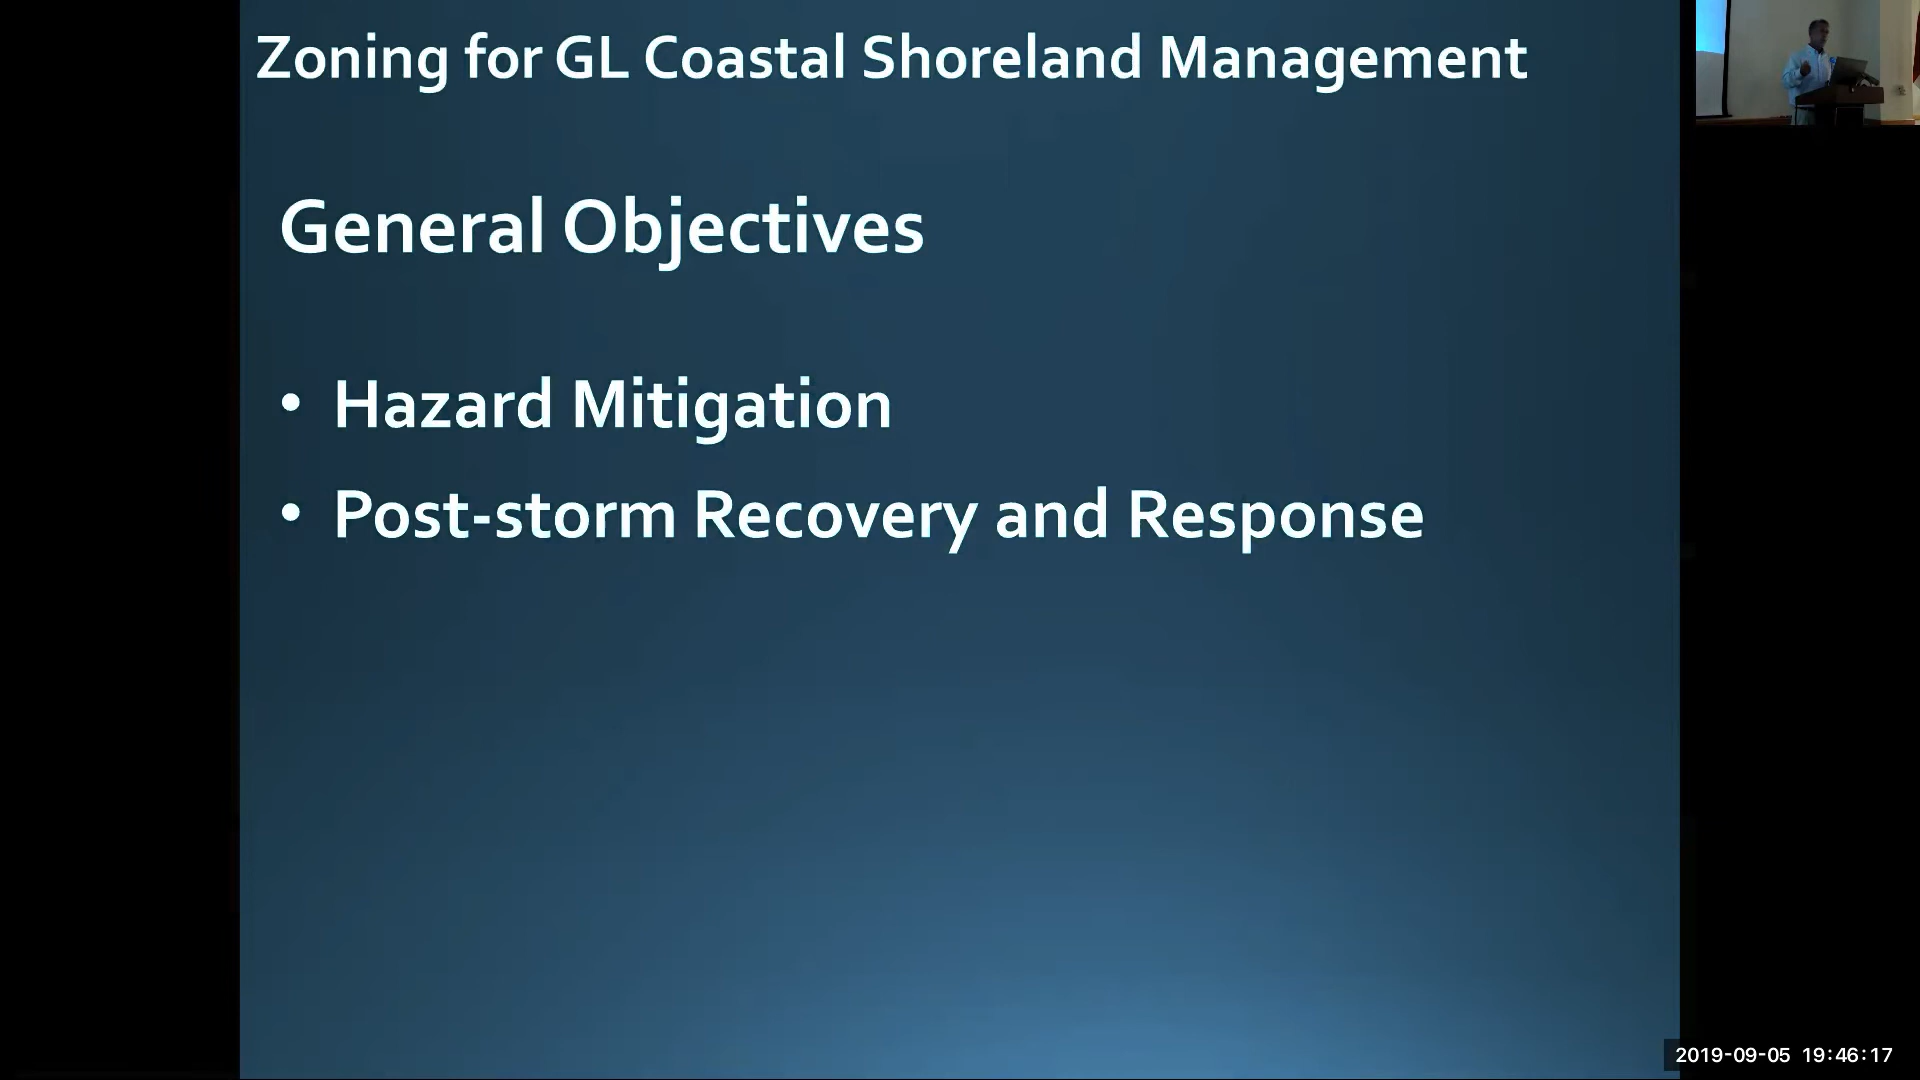 Zoning for GL Coastal Shoreland Management
General Objectives
• Hazard Mitigation
• Post-storm Recovery and Response
2019-09-05 19:46:17